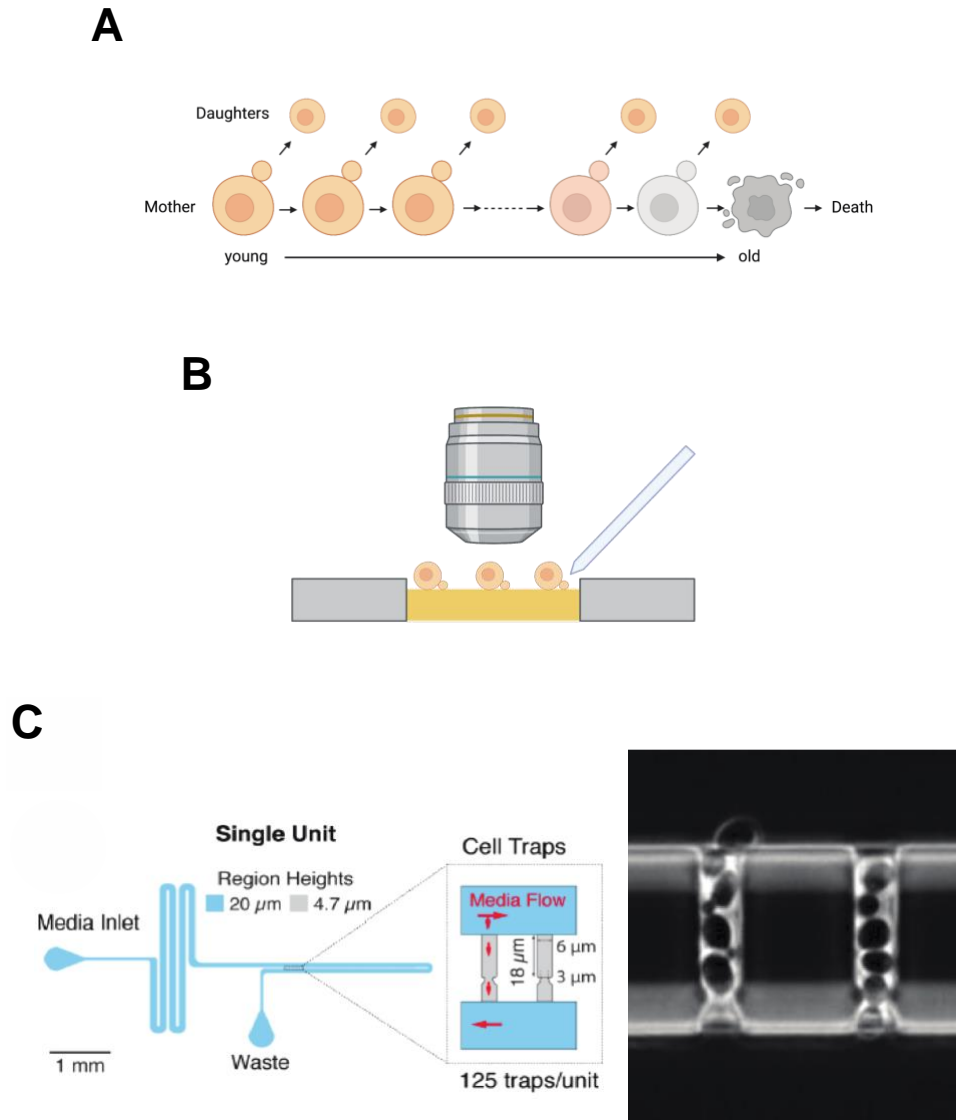 A
Daughters
Mother
Death
young
old
B
C
Single Unit
Region Heights
20 µm
4.7 µm
Media Inlet
Waste
1 mm
Cell Traps
Media Flow
18 µm
6 µm
3 µm
125 traps/unit